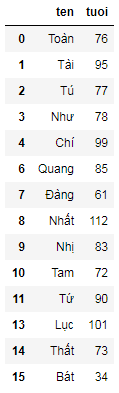 ten tuoi
0 Toàn 76
1 Tài 95
2 Tú 77
3 Như 78
4 Chí 99
6 Quang 85
7 Đàng 61
8 Nhất 112
9 Nhị 83
10 Tam 72
11 Tứ 90
13 Lục 101
14 Thất 73
15 Bát 34